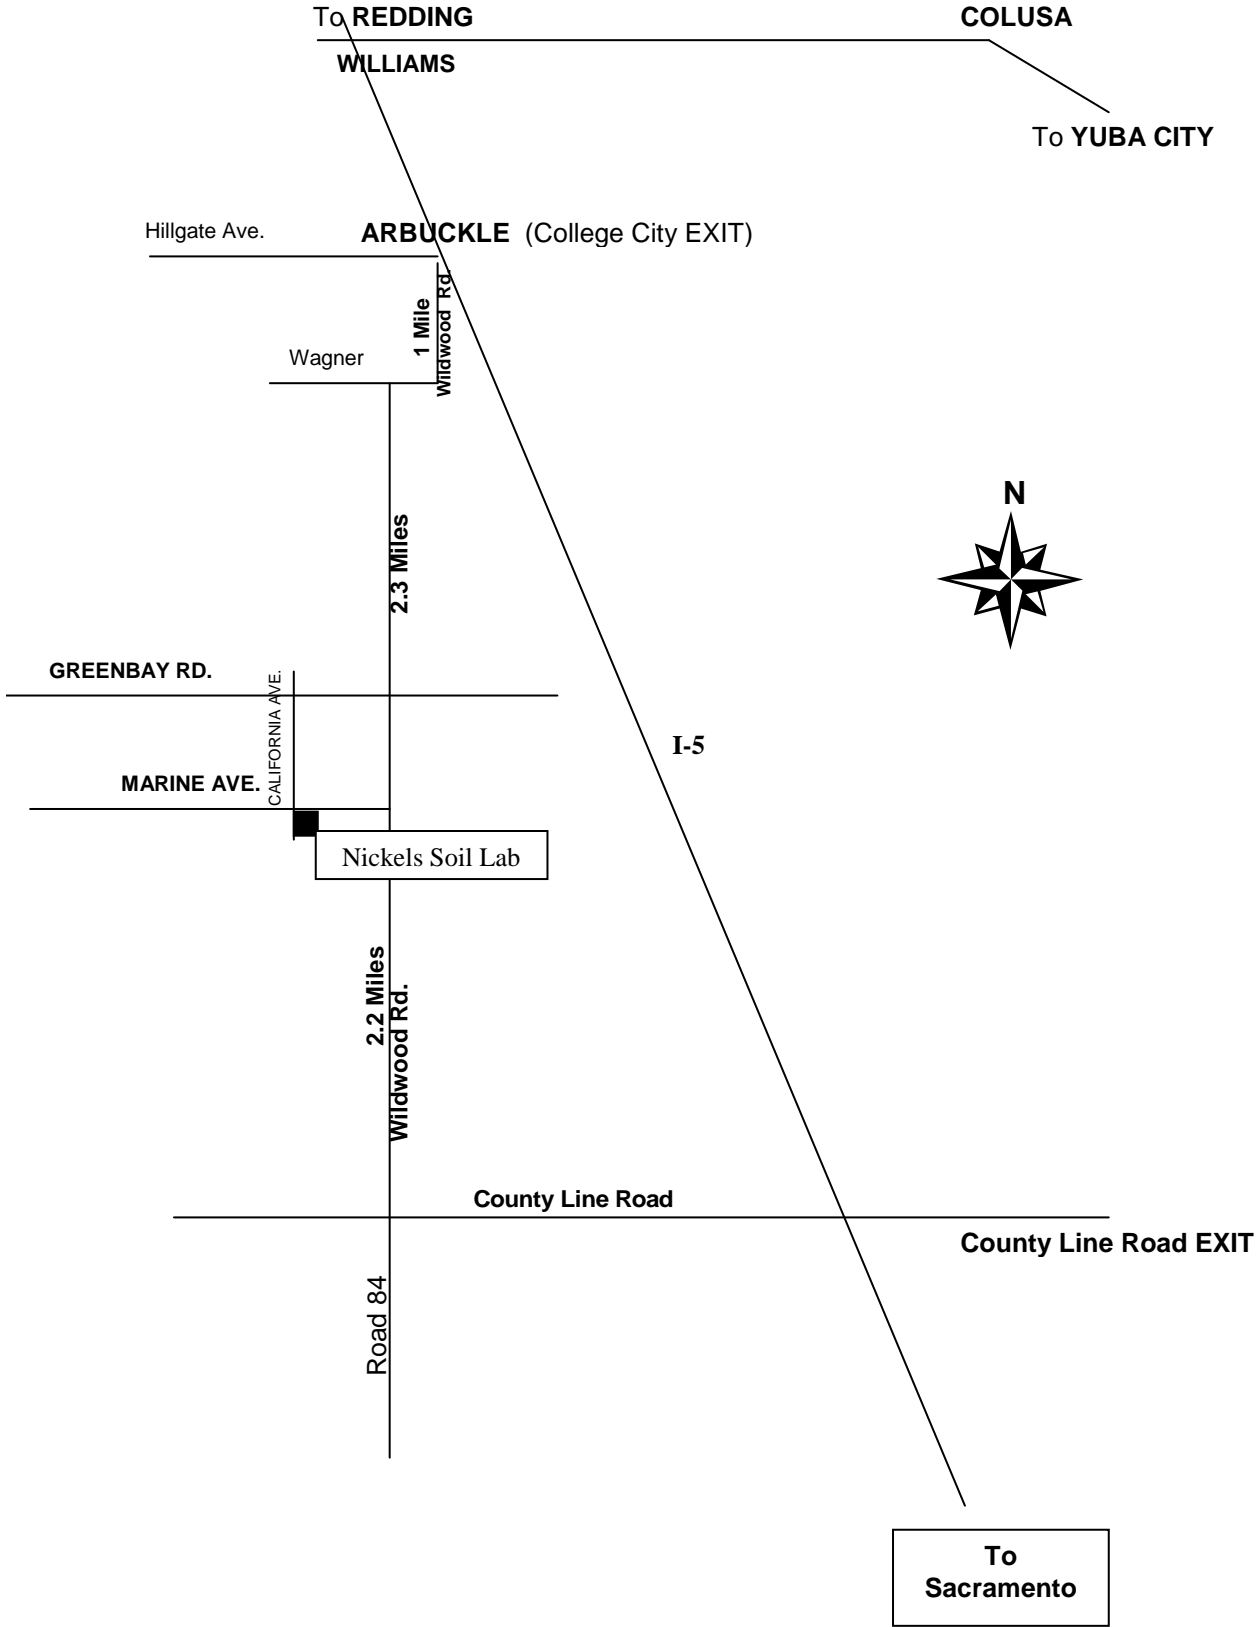 To REDDING
COLUSA
WILLIAMS
To YUBA CITY
Hillgate Ave.
ARBUCKLE (College City EXIT)
1 Mile
Wildwood Rd.
Wagner
N
2.3 Miles
GREENBAY RD.
CALIFORNIA AVE.
I-5
MARINE AVE.
Nickels Soil Lab
2.2 Miles
Wildwood Rd.
County Line Road
County Line Road EXIT
Road 84
To
Sacramento